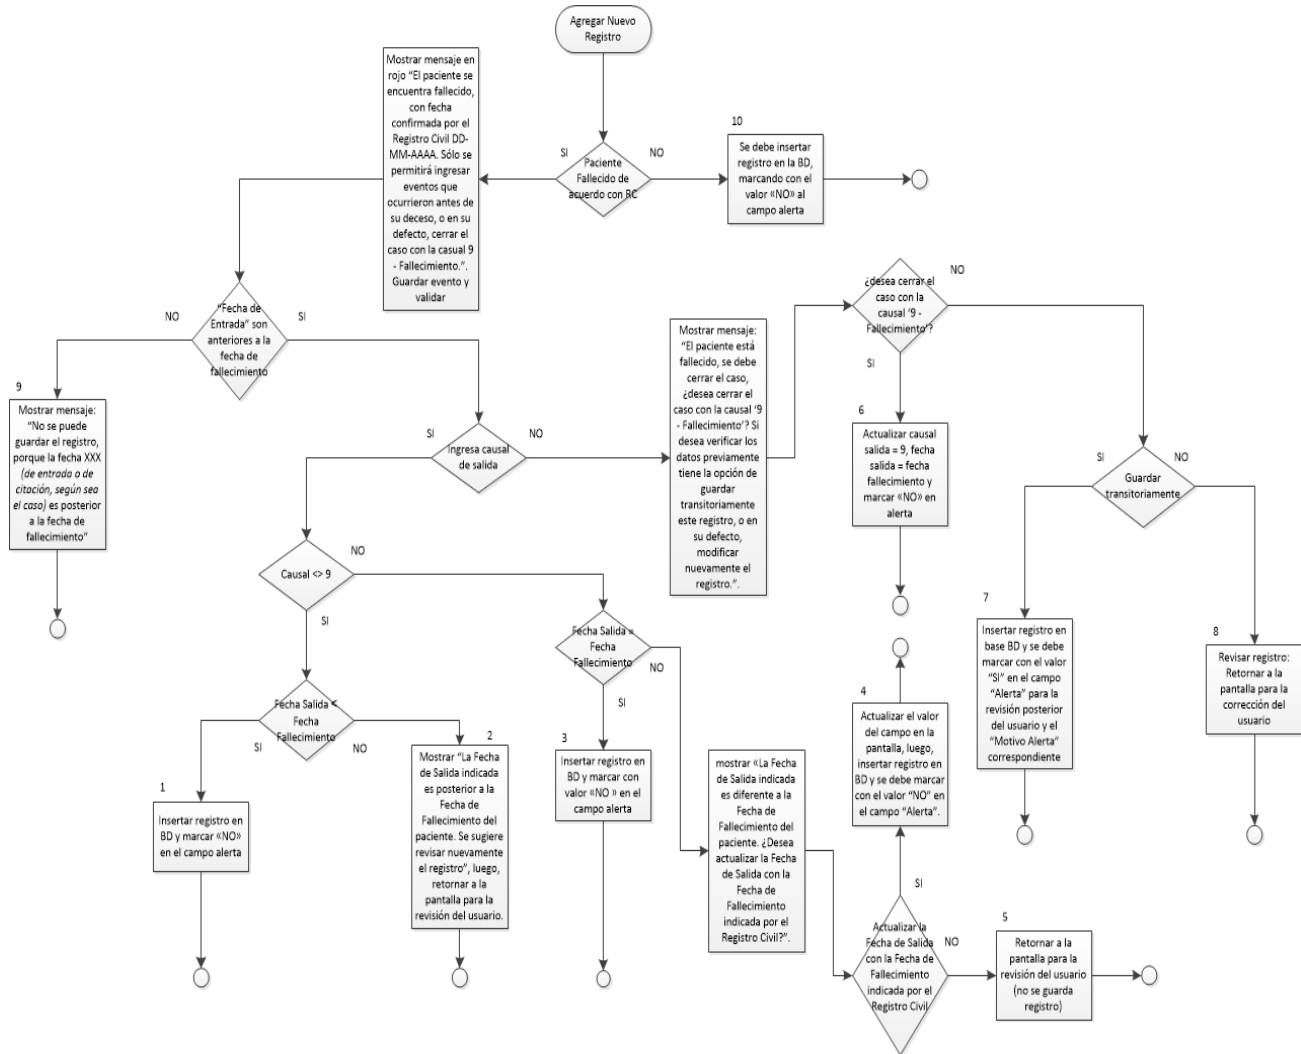 Agregar Nuevo
Registro
Mostrar mensaje en
rojo “El paciente se
encuentra fallecido,
con fecha
confirmada por el
Registro Civil DD-
MM-AAAA. Sólo se
permitirá ingresar
eventos que
ocurrieron antes de
su deceso, o en su
defecto, cerrar el
caso con la casual 9
- Fallecimiento.”.
Guardar evento y
validar
SI
Paciente
Fallecido de
acuerdo con RC
NO
10
Se debe insertar
registro en la BD,
marcando con el
valor «NO» al
campo alerta
NO
“Fecha de
Entrada” son
anteriores a la
fecha de
fallecimiento
SI
9
Mostrar mensaje:
“No se puede
guardar el registro,
porque la fecha XXX
(de entrada o de
citación, según sea
el caso) es posterior
a la fecha de
fallecimiento”
SI
Ingresa causal
de salida
NO
Mostrar mensaje:
“El paciente está
fallecido, se debe
cerrar el caso,
¿desea cerrar el
caso con la causal ‘9
- Fallecimiento’? Si
desea verificar los
datos previamente
tiene la opción de
guardar
transitoriamente
este registro, o en
su defecto,
modificar
nuevamente el
registro.”.
¿desea cerrar el
caso con la
causal ‘9 -
Fallecimiento’?
NO
SI
6
Actualizar causal
salida = 9, fecha
salida = fecha
fallecimiento y
marcar «NO» en
alerta
SI
Guardar
transitoriamente
NO
7
Insertar registro en
base BD y se debe
marcar con el valor
“SI” en el campo
“Alerta” para la
revisión posterior
del usuario y el
“Motivo Alerta”
correspondiente
8
Revisar registro:
Retornar a la
pantalla para la
corrección del
usuario
Causal <> 9
NO
SI
Fecha Salida <
Fecha
Fallecimiento
SI
NO
1
Insertar registro en
BD y marcar «NO»
en el campo alerta
2
Mostrar “La Fecha
de Salida indicada
es posterior a la
Fecha de
Fallecimiento del
paciente. Se sugiere
revisar nuevamente
el registro”, luego,
retornar a la
pantalla para la
revisión del usuario.
Fecha Salida =
Fecha
Fallecimiento
NO
SI
3
Insertar registro en
BD y marcar con
valor «NO » en el
campo alerta
mostrar «La Fecha
de Salida indicada
es diferente a la
Fecha de
Fallecimiento del
paciente. ¿Desea
actualizar la Fecha
de Salida con la
Fecha de
Fallecimiento
indicada por el
Registro Civil?”.
4
Actualizar el valor
del campo en la
pantalla, luego,
insertar registro en
BD y se debe marcar
con el valor “NO” en
el campo “Alerta”.
SI
Actualizar la
Fecha de Salida
con la Fecha de
Fallecimiento
indicada por el
Registro Civil
NO
5
Retornar a la
pantalla para la
revisión del usuario
(no se guarda
registro)